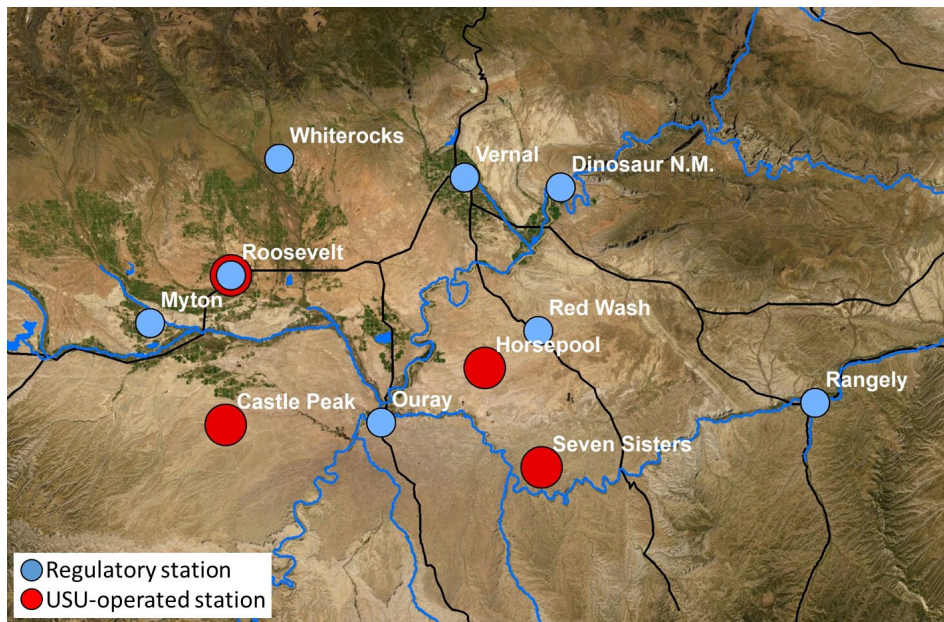 Whiterocks
Vernal
Dinosaur N.M.
Roosevelt
Myton
Red Wash
Horsepool
Rangely
Castle Peak
Ouray
Seven Sisters
Regulatory station
USU-operated station